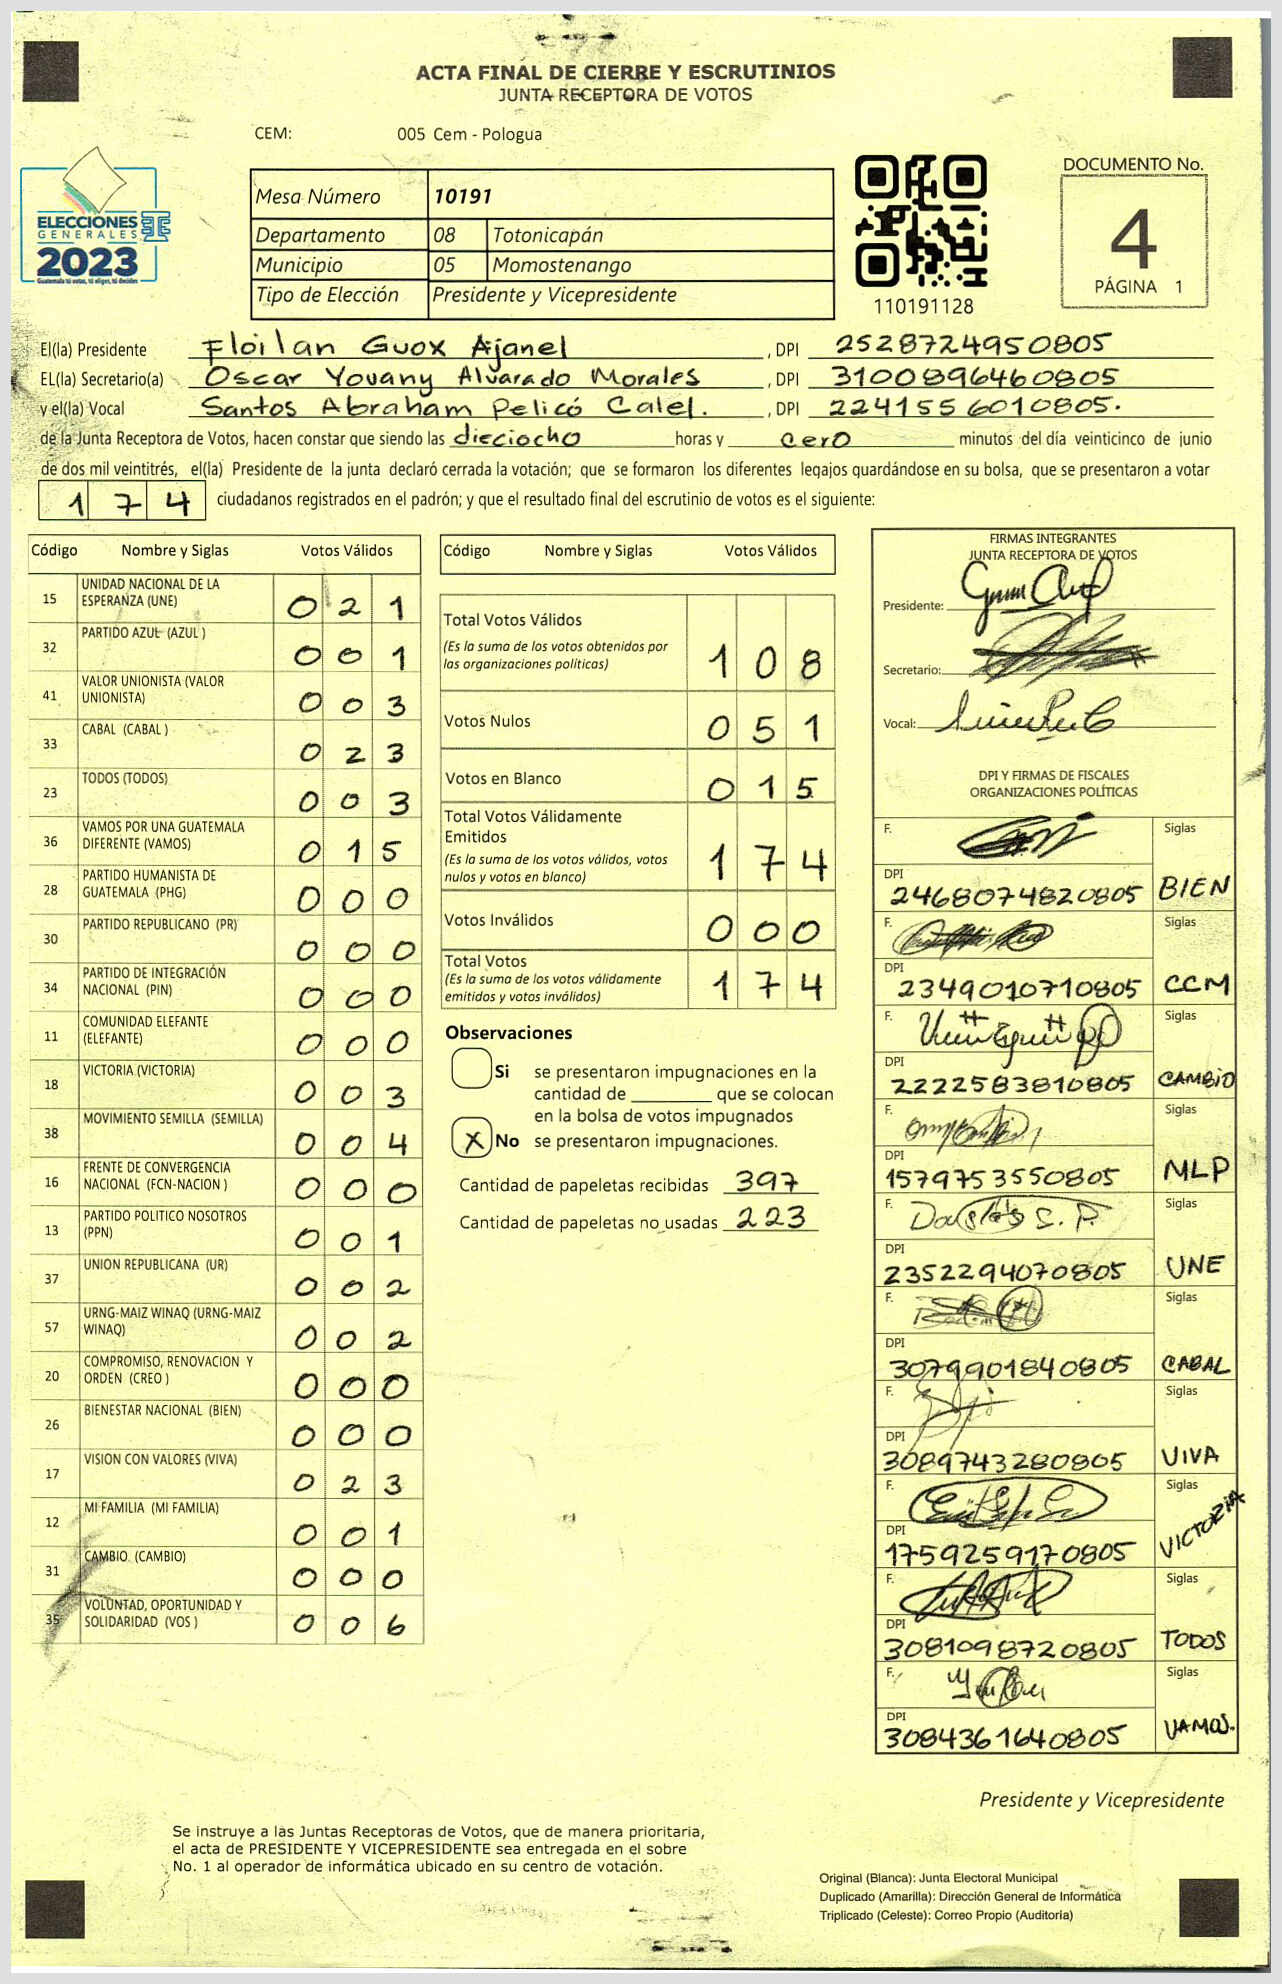 ACTA FINAL DE CIERRE Y ESCRUTINIOS
JUNTA RECEPTORA DE VOTOS
CEM: 005 Cem - Pologua
DOCUMENTO No.
4
PÁGINA 1
ELECCIONES
GENERALES
2023
Guatemala tú votas, tú eliges, tú decides
Mesa Número 10191
Departamento 08 Totonicapán
Municipio 05 Momostenango
Tipo de Elección Presidente y Vicepresidente
110191128
El(la) Presidente Floilan Guox Ajanel, DPI 2528724950805
EL(la) Secretario(a) Oscar Yovany Alvarado Morales, DPI 3100896460805
y el(la) Vocal Santos Abraham Pelicó Calel., DPI 2241556010805.
de la Junta Receptora de Votos, hacen constar que siendo las dieciocho horas y cero minutos del día veinticinco de junio
de dos mil veintitrés, el(la) Presidente de la junta declaró cerrada la votación; que se formaron los diferentes legajos quardándose en su bolsa, que se presentaron a votar
1 7 4 ciudadanos registrados en el padrón; y que el resultado final del escrutinio de votos es el siguiente:
Código Nombre y Siglas Votos Válidos
15 UNIDAD NACIONAL DE LA ESPERANZA (UNE) 0 2 1
32 PARTIDO AZUL (AZUL ) 0 0 1
41 VALOR UNIONISTA (VALOR UNIONISTA) 0 0 3
33 CABAL (CABAL ) 0 2 3
23 TODOS (TODOS) 0 0 3
36 VAMOS POR UNA GUATEMALA DIFERENTE (VAMOS) 0 1 5
28 PARTIDO HUMANISTA DE GUATEMALA (PHG) 0 0 0
30 PARTIDO REPUBLICANO (PR) 0 0 0
34 PARTIDO DE INTEGRACIÓN NACIONAL (PIN) 0 0 0
11 COMUNIDAD ELEFANTE (ELEFANTE) 0 0 0
18 VICTORIA (VICTORIA) 0 0 3
38 MOVIMIENTO SEMILLA (SEMILLA) 0 0 4
16 FRENTE DE CONVERGENCIA NACIONAL (FCN-NACION ) 0 0 0
13 PARTIDO POLITICO NOSOTROS (PPN) 0 0 1
37 UNION REPUBLICANA (UR) 0 0 2
57 URNG-MAIZ WINAQ (URNG-MAIZ WINAQ) 0 0 2
20 COMPROMISO, RENOVACION Y ORDEN (CREO ) 0 0 0
26 BIENESTAR NACIONAL (BIEN) 0 0 0
17 VISION CON VALORES (VIVA) 0 2 3
12 MI FAMILIA (MI FAMILIA) 0 0 1
31 CAMBIO (CAMBIO) 0 0 0
35 VOLUNTAD, OPORTUNIDAD Y SOLIDARIDAD (VOS ) 0 0 6
Código Nombre y Siglas Votos Válidos
Total Votos Válidos
(Es la suma de los votos obtenidos por
las organizaciones políticas) 1 0 8
Votos Nulos 0 5 1
Votos en Blanco 0 1 5
Total Votos Válidamente
Emitidos
(Es la suma de los votos válidos, votos
nulos y votos en blanco) 1 7 4
Votos Inválidos 0 0 0
Total Votos
(Es la suma de los votos válidamente
emitidos y votos inválidos) 1 7 4
Observaciones
Si se presentaron impugnaciones en la
cantidad de ________ que se colocan
en la bolsa de votos impugnados
X No se presentaron impugnaciones.
Cantidad de papeletas recibidas 397
Cantidad de papeletas no usadas 223
FIRMAS INTEGRANTES
JUNTA RECEPTORA DE VOTOS
Presidente:
Secretario:
Vocal:
DPI Y FIRMAS DE FISCALES
ORGANIZACIONES POLÍTICAS
F. Siglas
DPI
2468074820805 BIEN
F. Siglas
DPI
2349010710805 CCM
F. Siglas
DPI
2222583810805 CAMBIO
F. Siglas
DPI
1579753550805 MLP
F. Siglas
DPI
2352294070805 UNE
F. Siglas
DPI
3079901840805 CABAL
F. Siglas
DPI
3089743280805 VIVA
F. Siglas
DPI
1759259170805 VICTORIA
F. Siglas
DPI
3081098720805 TODOS
F. Siglas
DPI
3084361640805 VAMOS.
Presidente y Vicepresidente
Se instruye a las Juntas Receptoras de Votos, que de manera prioritaria,
el acta de PRESIDENTE Y VICEPRESIDENTE sea entregada en el sobre
No. 1 al operador de informática ubicado en su centro de votación.
Original (Blanca): Junta Electoral Municipal
Duplicado (Amarilla): Dirección General de Informática
Triplicado (Celeste): Correo Propio (Auditoría)